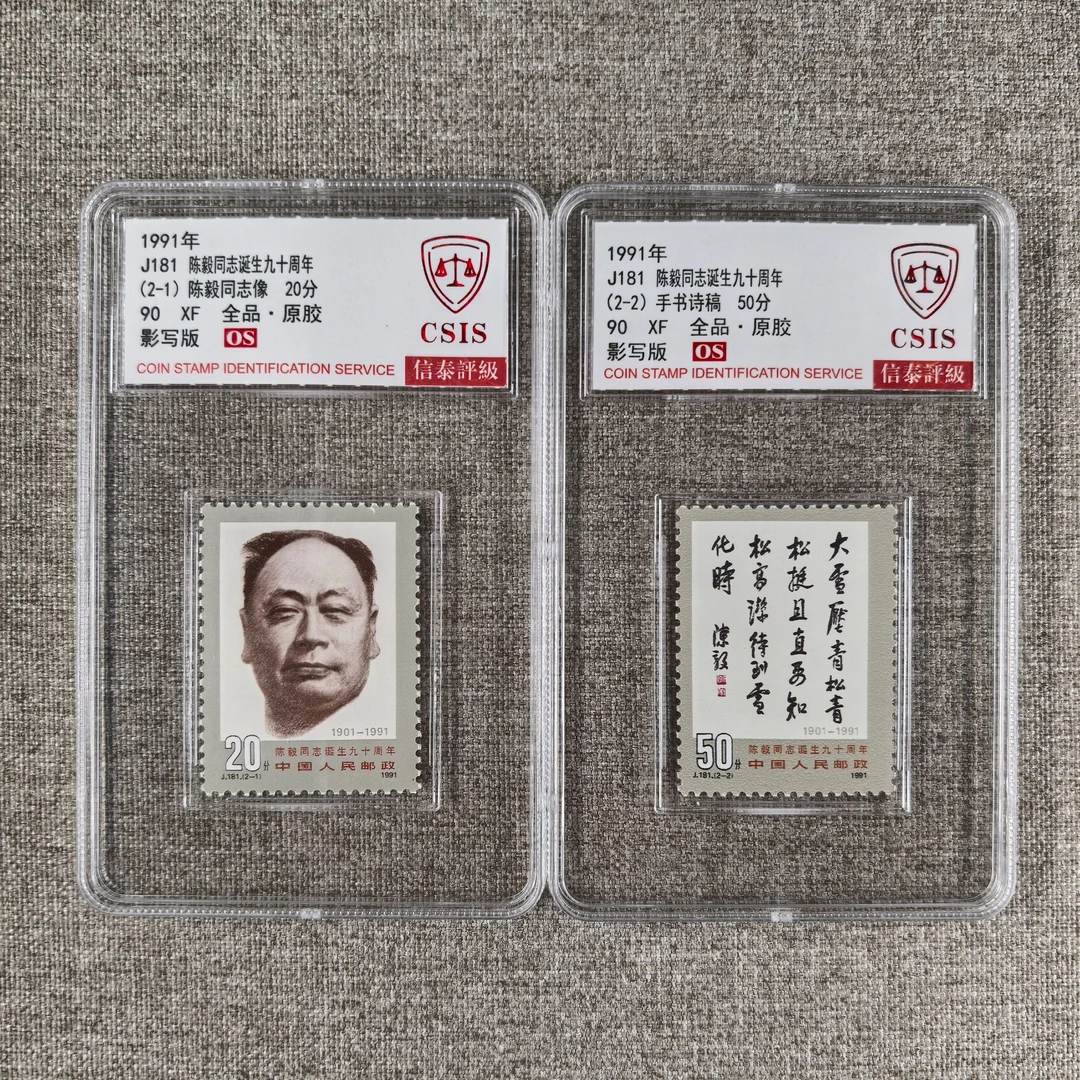 1991年
J181 陈毅同志诞生九十周年
(2-1) 陈毅同志像 20分
90 XF 全品·原胶
影写版 OS
CSIS
COIN STAMP IDENTIFICATION SERVICE
信泰評級
1901-1991
20分
陈毅同志诞生九十周年
中国人民邮政
J.181.(2-1)
1991
1991年
J181 陈毅同志诞生九十周年
(2-2) 手书诗稿 50分
90 XF 全品·原胶
影写版 OS
CSIS
COIN STAMP IDENTIFICATION SERVICE
信泰評級
大雪壓青松青
松挺且直要知
松高潔待到雪
化時
陳毅
1901-1991
50分
陈毅同志诞生九十周年
中国人民邮政
J.181.(2-2)
1991